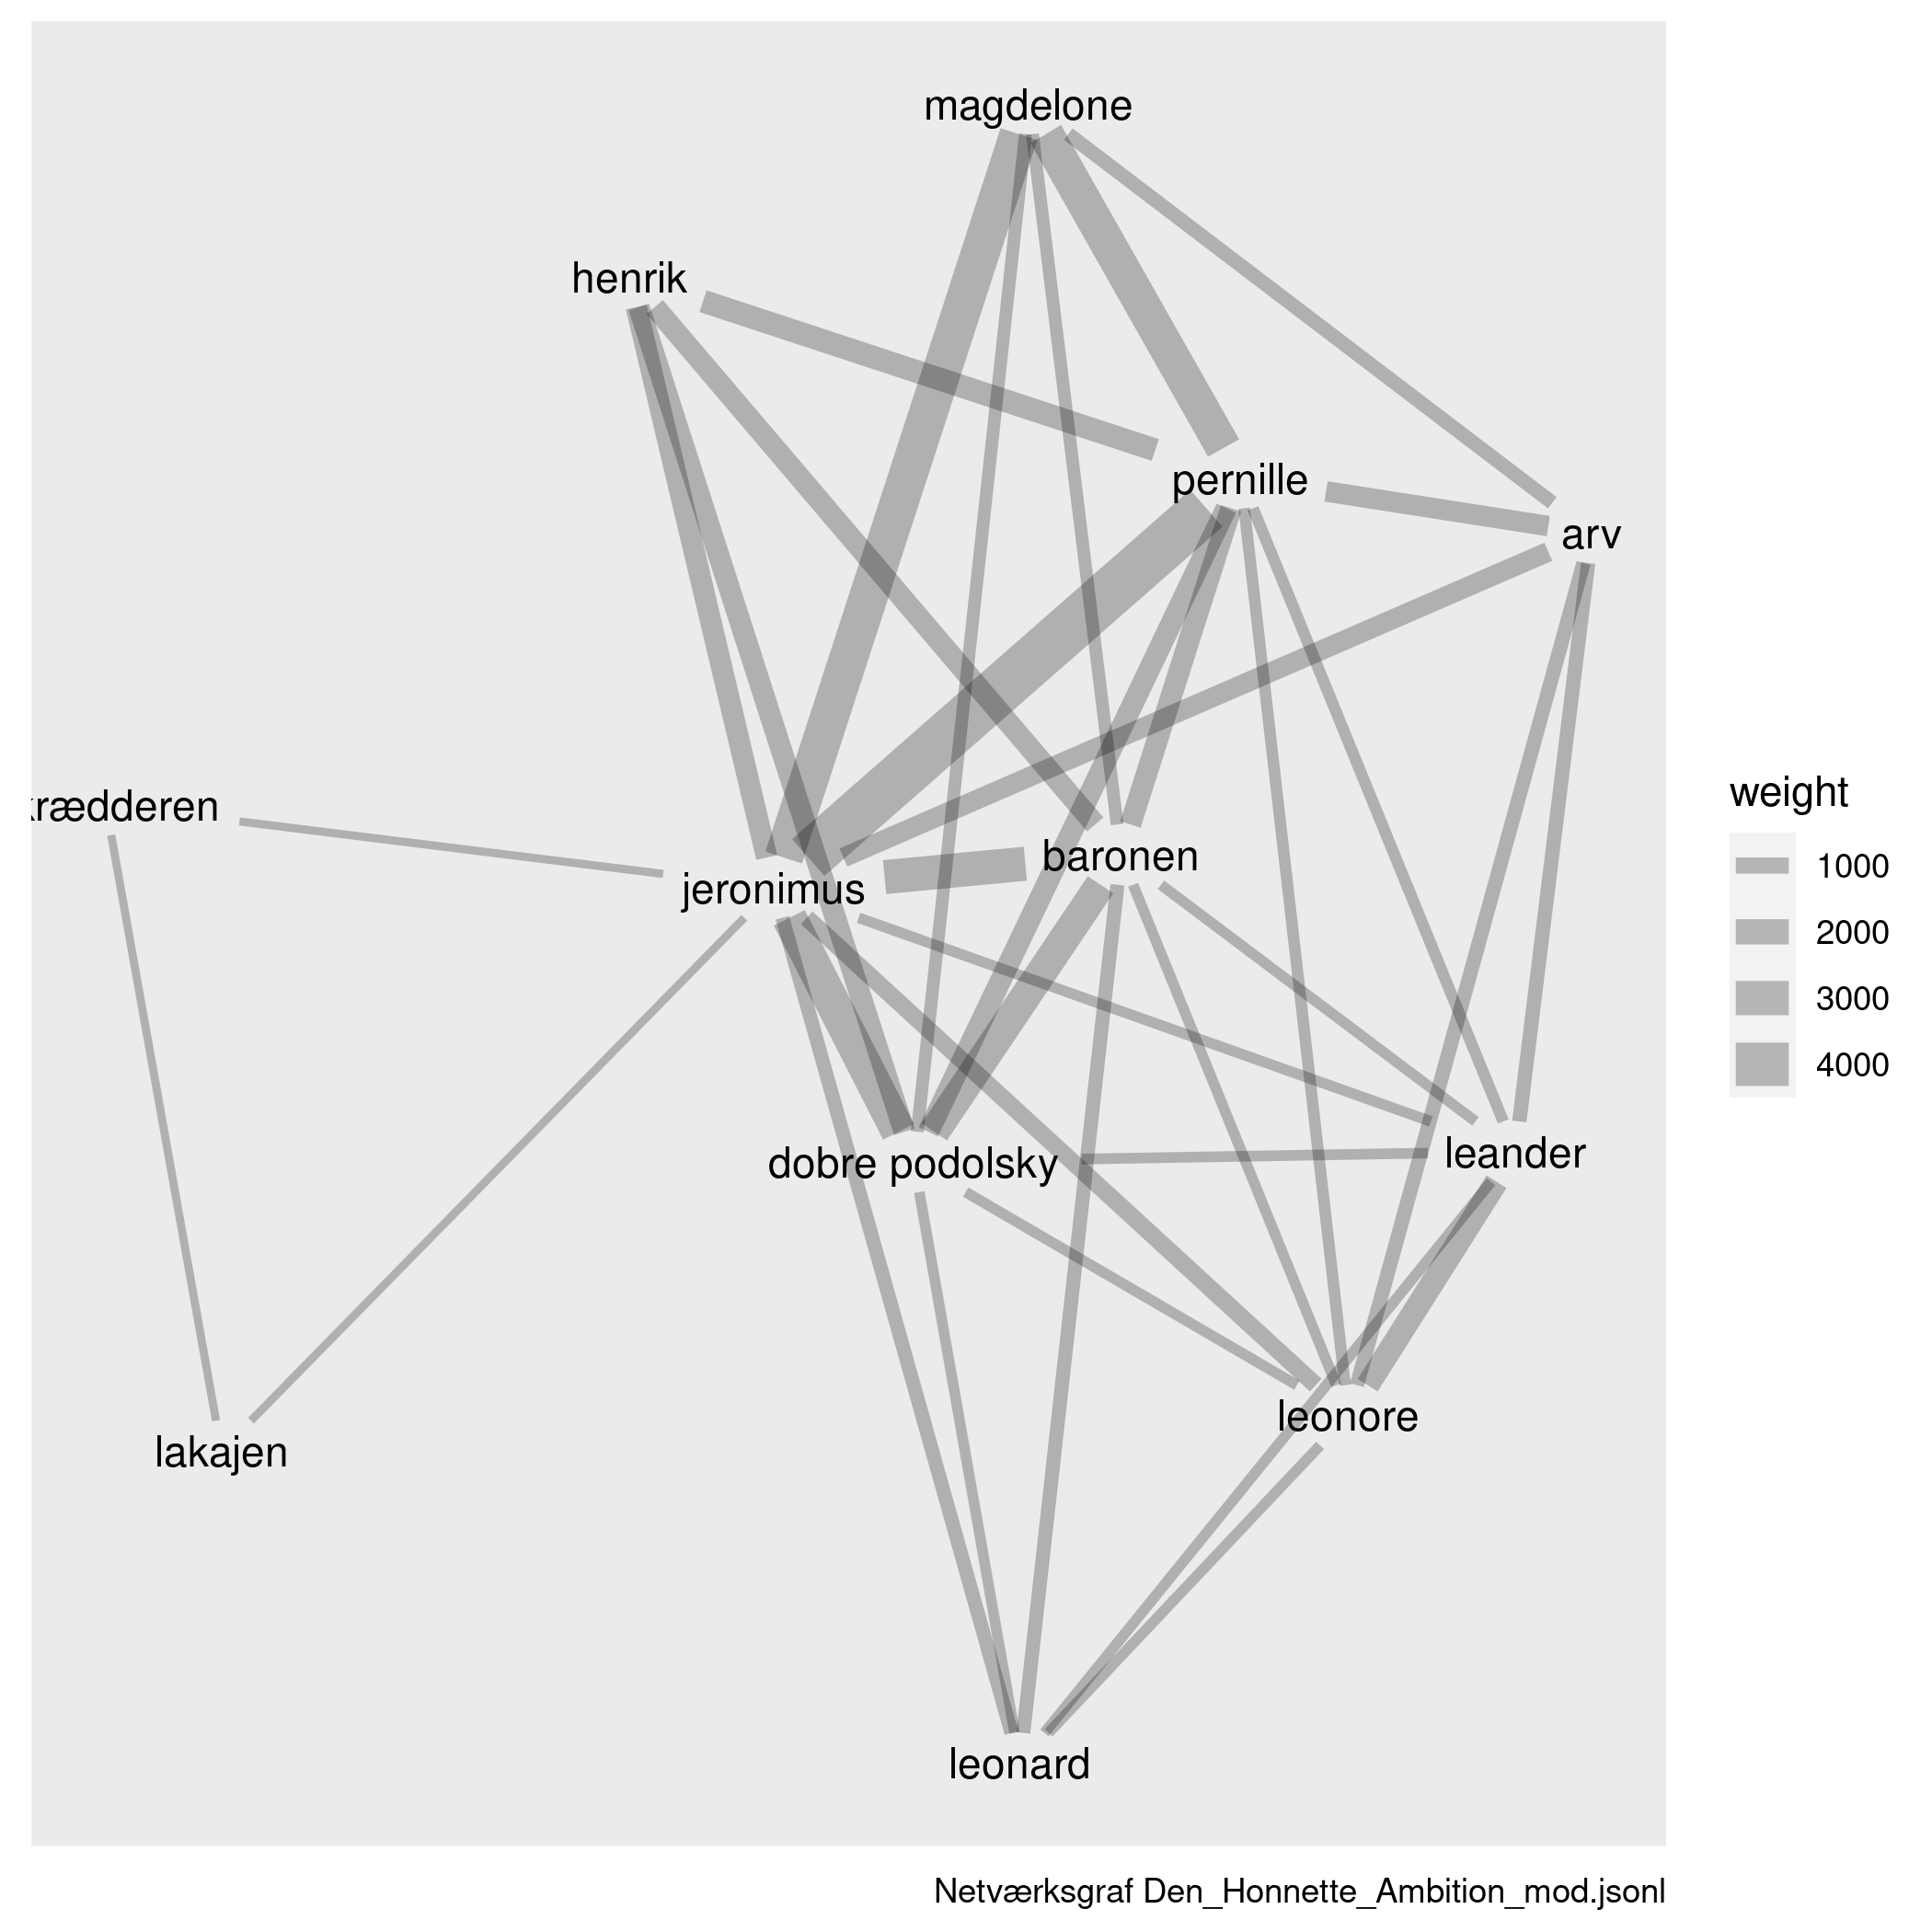 magdelone
henrik
pernille
arv
krædderen
baronen
jeronimus
dobre podolsky
leander
leonore
lakajen
leonard
weight
1000
2000
3000
4000
Netværksgraf Den_Honnette_Ambition_mod.jsonl